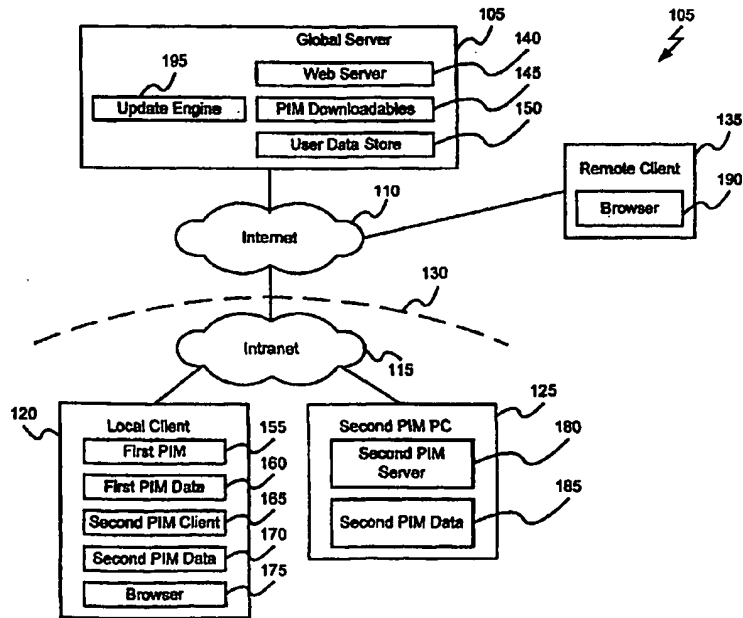 105
105
Global Server
140
195
Web Server
145
Update Engine
PIM Downloadables
150
User Data Store
135
Remote Client
190
Browser
110
Internet
130
Intranet
115
120
125
Local Client
155
First PIM
160
First PIM Data
165
Second PIM Client
170
Second PIM Data
175
Browser
Second PIM PC
180
Second PIM
Server
185
Second PIM Data